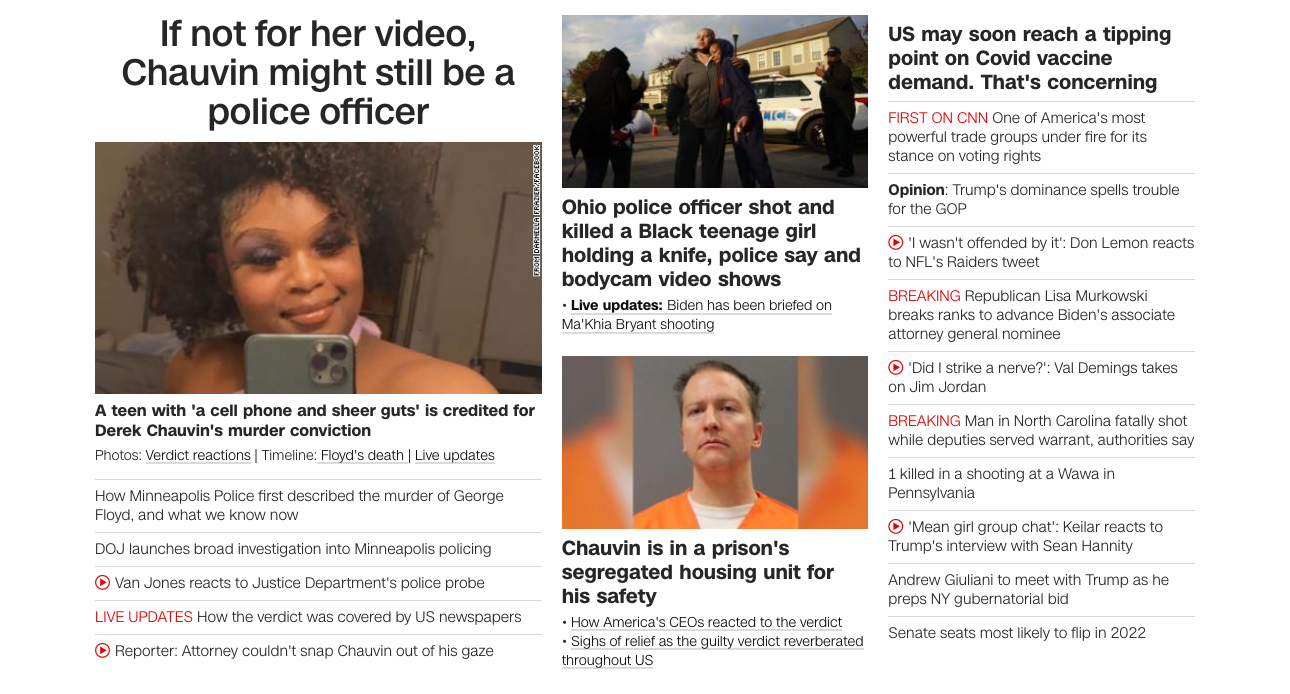 If not for her video,
Chauvin might still be a
police officer
FROM DARNELLA FRAZIER/FACEBOOK
A teen with 'a cell phone and sheer guts' is credited for
Derek Chauvin's murder conviction
Photos: Verdict reactions | Timeline: Floyd's death | Live updates
How Minneapolis Police first described the murder of George
Floyd, and what we know now
DOJ launches broad investigation into Minneapolis policing
Van Jones reacts to Justice Department's police probe
LIVE UPDATES How the verdict was covered by US newspapers
Reporter: Attorney couldn't snap Chauvin out of his gaze
LICE
Ohio police officer shot and
killed a Black teenage girl
holding a knife, police say and
bodycam video shows
• Live updates: Biden has been briefed on
Ma'Khia Bryant shooting
Chauvin is in a prison's
segregated housing unit for
his safety
• How America's CEOs reacted to the verdict
• Sighs of relief as the guilty verdict reverberated
throughout US
US may soon reach a tipping
point on Covid vaccine
demand. That's concerning
FIRST ON CNN One of America's most
powerful trade groups under fire for its
stance on voting rights
Opinion: Trump's dominance spells trouble
for the GOP
'I wasn't offended by it': Don Lemon reacts
to NFL's Raiders tweet
BREAKING Republican Lisa Murkowski
breaks ranks to advance Biden's associate
attorney general nominee
'Did I strike a nerve?': Val Demings takes
on Jim Jordan
BREAKING Man in North Carolina fatally shot
while deputies served warrant, authorities say
1 killed in a shooting at a Wawa in
Pennsylvania
'Mean girl group chat': Keilar reacts to
Trump's interview with Sean Hannity
Andrew Giuliani to meet with Trump as he
preps NY gubernatorial bid
Senate seats most likely to flip in 2022